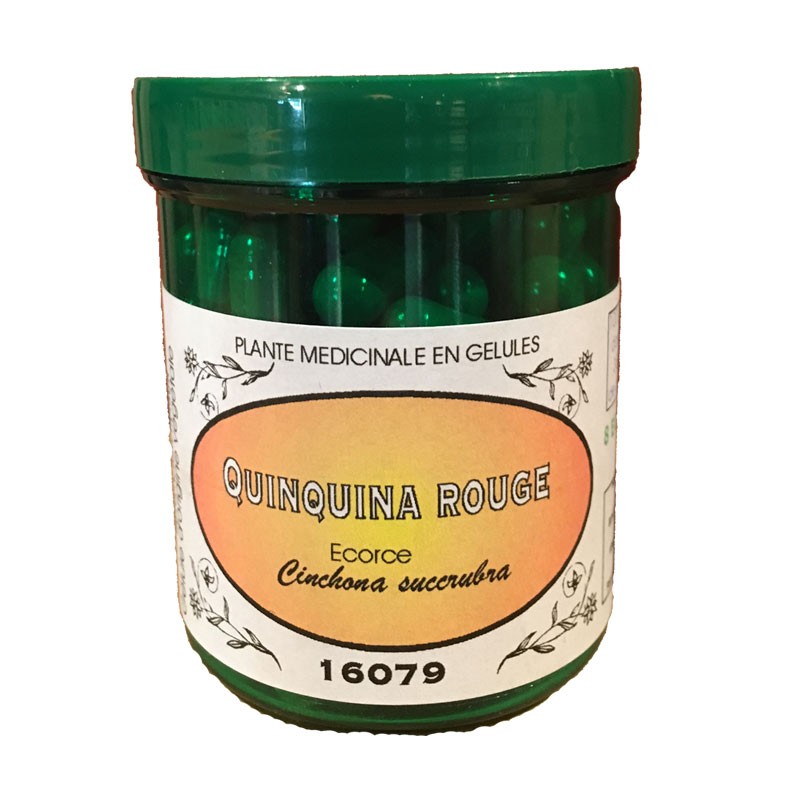 PLANTE MEDICINALE EN GELULES
QUINQUINA ROUGE
Ecorce
Cinchona succrubra
16079